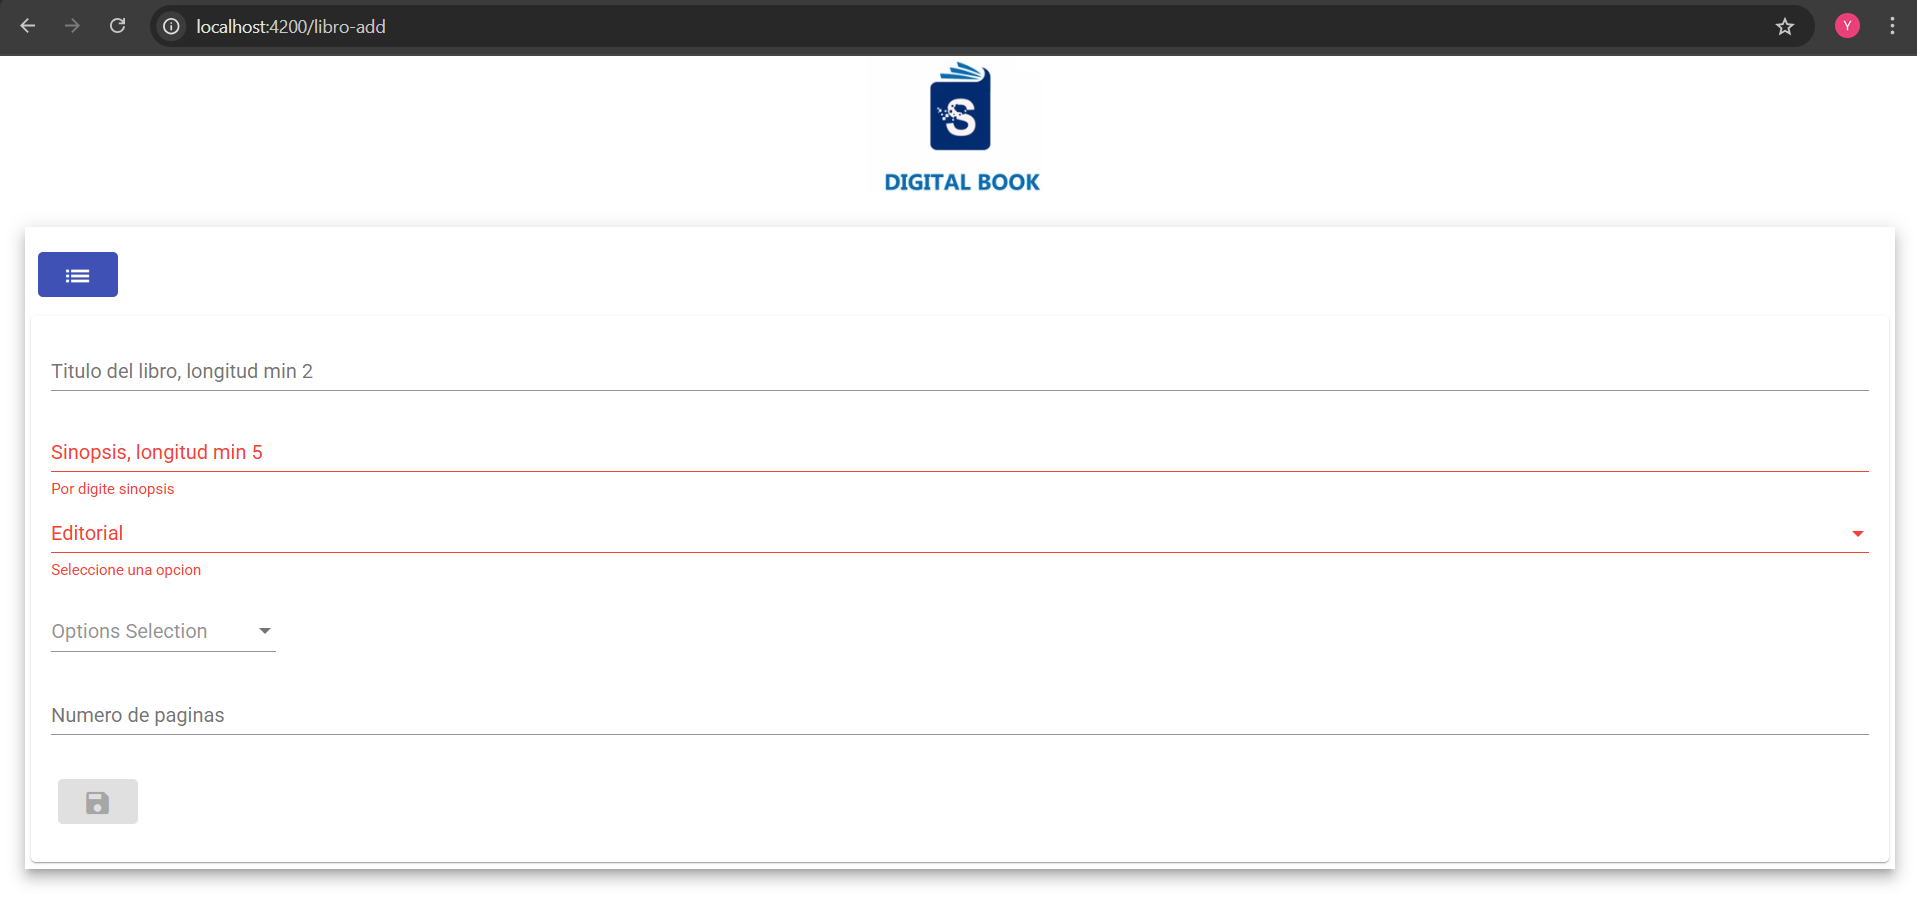 localhost:4200/libro-add
Y
S
DIGITAL BOOK
Titulo del libro, longitud min 2
Sinopsis, longitud min 5
Por digite sinopsis
Editorial
Seleccione una opcion
Options Selection
Numero de paginas